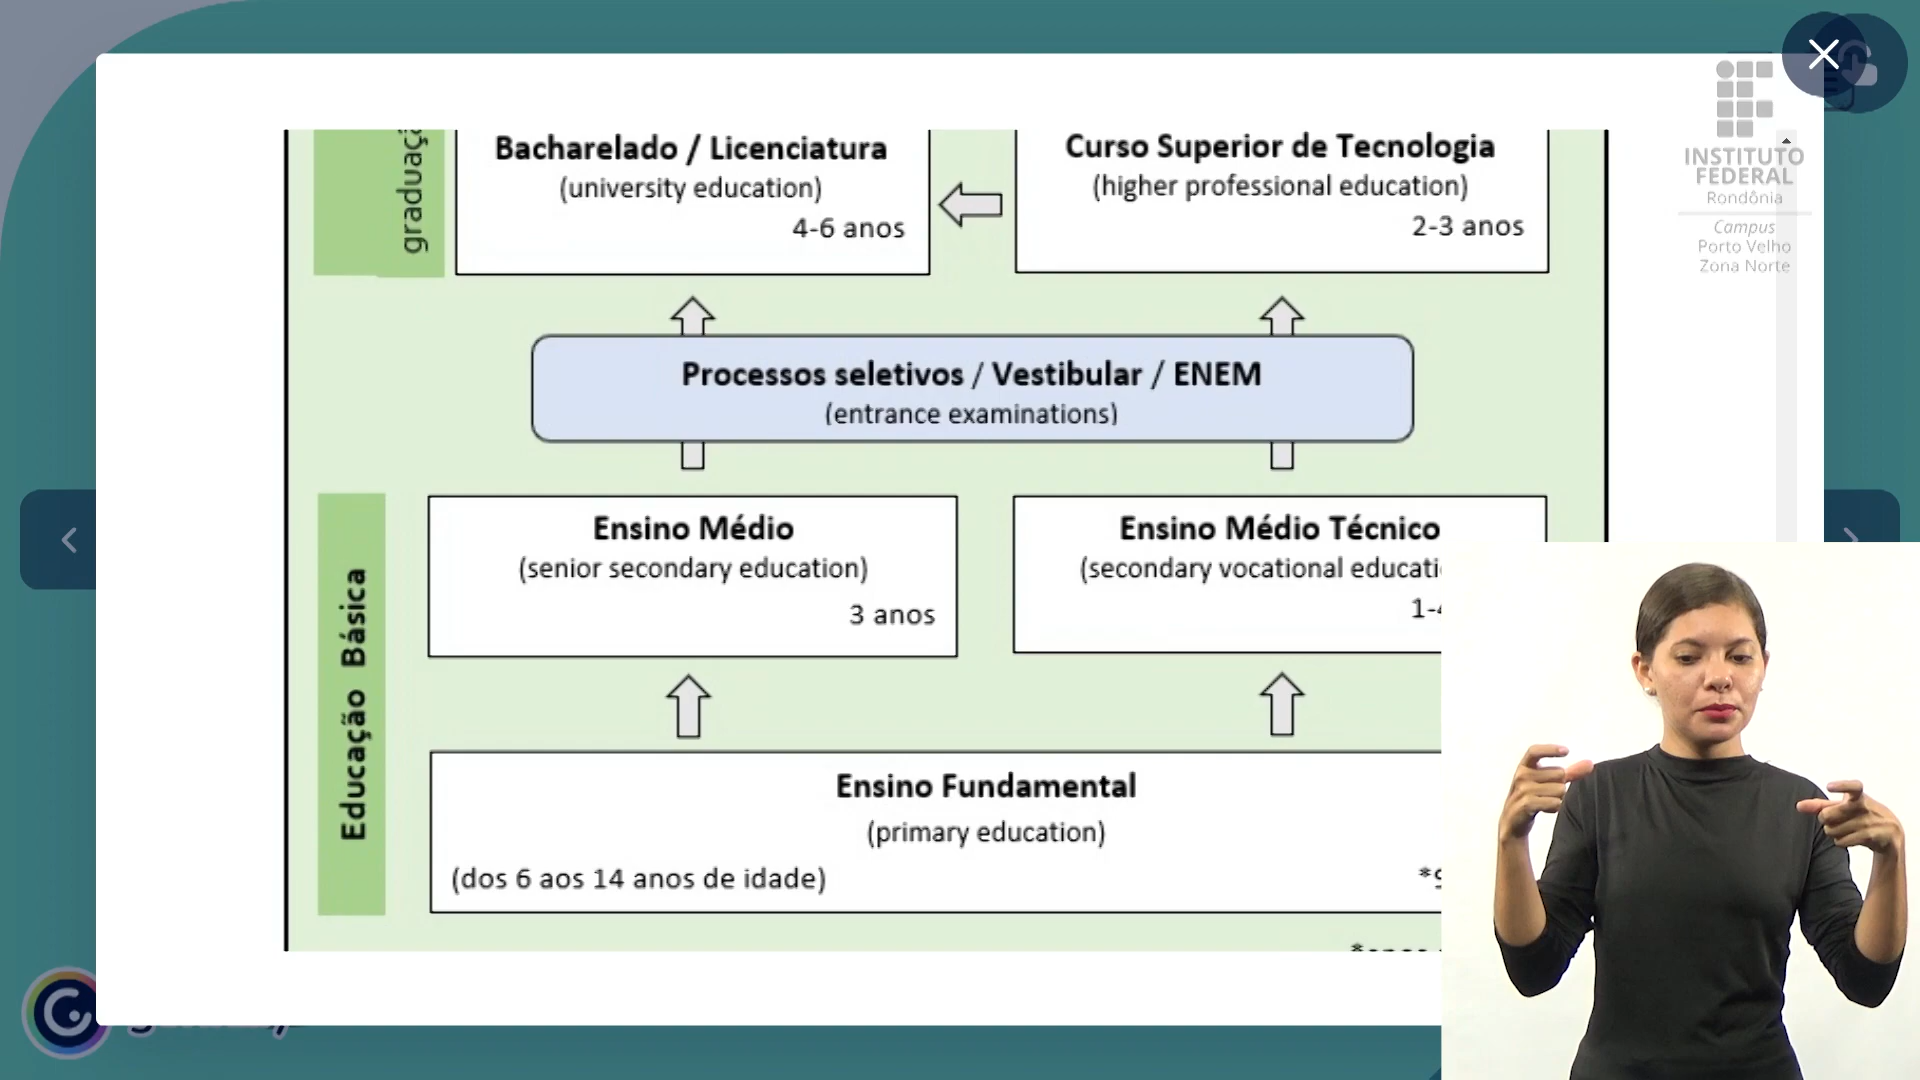 graduaç
Bacharelado / Licenciatura
(university education)
4-6 anos
Curso Superior de Tecnologia
(higher professional education)
2-3 anos
INSTITUTO
FEDERAL
Rondônia
Campus
Porto Velho
Zona Norte
Processos seletivos / Vestibular / ENEM
(entrance examinations)
Educação Básica
Ensino Médio
(senior secondary education)
3 anos
Ensino Médio Técnico
(secondary vocational educati
1-4
Ensino Fundamental
(primary education)
(dos 6 aos 14 anos de idade)
*9